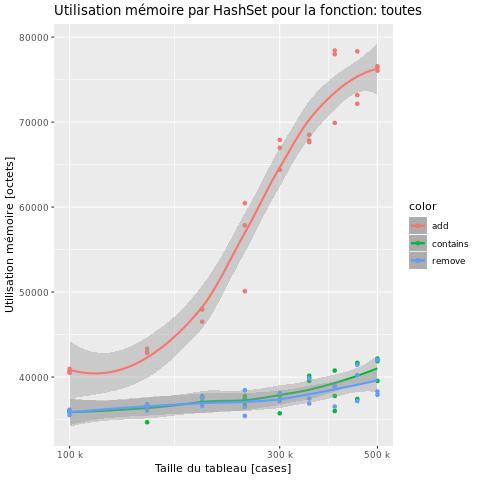 Utilisation mémoire par HashSet pour la fonction: toutes
Utilisation mémoire [octets]
80000
70000
60000
50000
40000
100 k
300 k
500 k
Taille du tableau [cases]
color
add
contains
remove